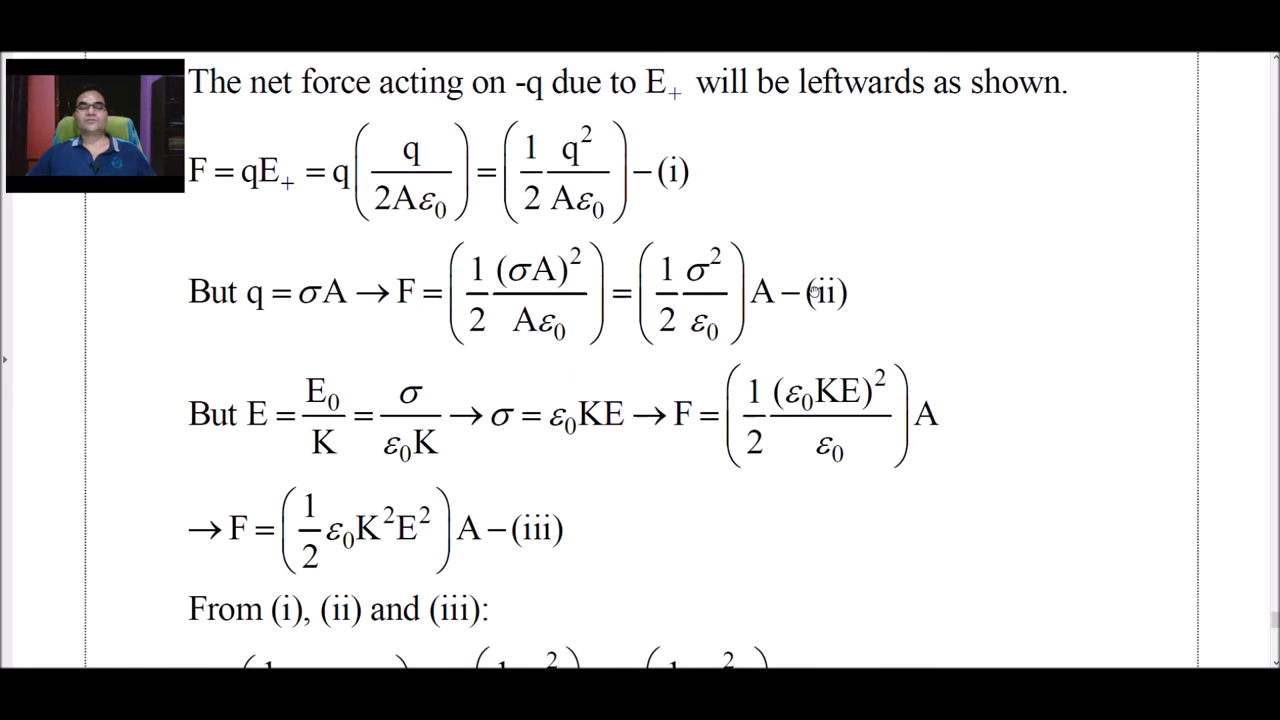 The net force acting on -q due to E₊ will be leftwards as shown.
F = qE₊ = q(q/2Aε₀) = (1/2 q²/Aε₀) – (i)
But q = σA → F = (1/2 (σA)²/Aε₀) = (1/2 σ²/ε₀) A – (ii)
But E = E₀/K = σ/ε₀K → σ = ε₀KE → F = (1/2 (ε₀KE)²/ε₀) A
→ F = (1/2 ε₀K²E²) A – (iii)
From (i), (ii) and (iii):